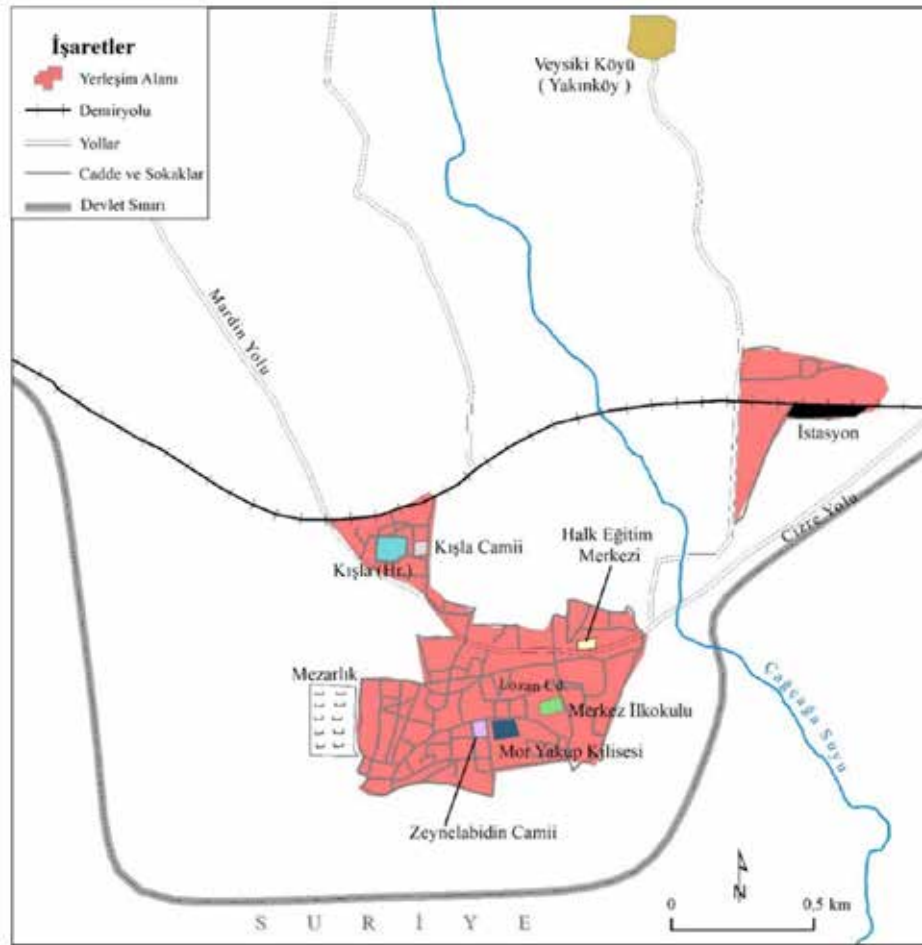 İşaretler
Yerleşim Alanı
Demiryolu
Yollar
Cadde ve Sokaklar
Devlet Sınırı
Veysiki Köyü
( Yakınköy )
Mardin Yolu
İstasyon
Cizre Yolu
Halk Eğitim
Merkezi
Kışla Camii
Kışla (Hr.)
Mezarlık
Lozan Cd.
Merkez İlkokulu
Mor Yakup Kilisesi
Zeynelabidin Camii
Çağçağa Suyu
N
0 0,5 km
SURİYE